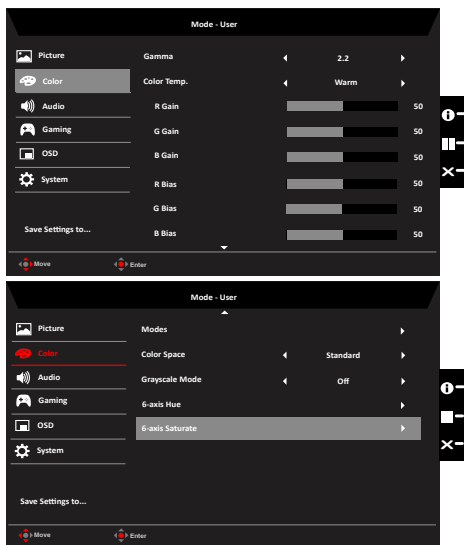 Mode - User
Picture
Gamma 2.2
Color
Color Temp. Warm
Audio
R Gain 50
Gaming
G Gain 50
OSD
B Gain 50
System
R Bias 50
G Bias 50
Save Settings to...
B Bias 50
Move Enter
Mode - User
Picture
Modes
Color
Color Space Standard
Audio
Grayscale Mode Off
Gaming
6-axis Hue
OSD
6-axis Saturate
System
Save Settings to...
Move Enter